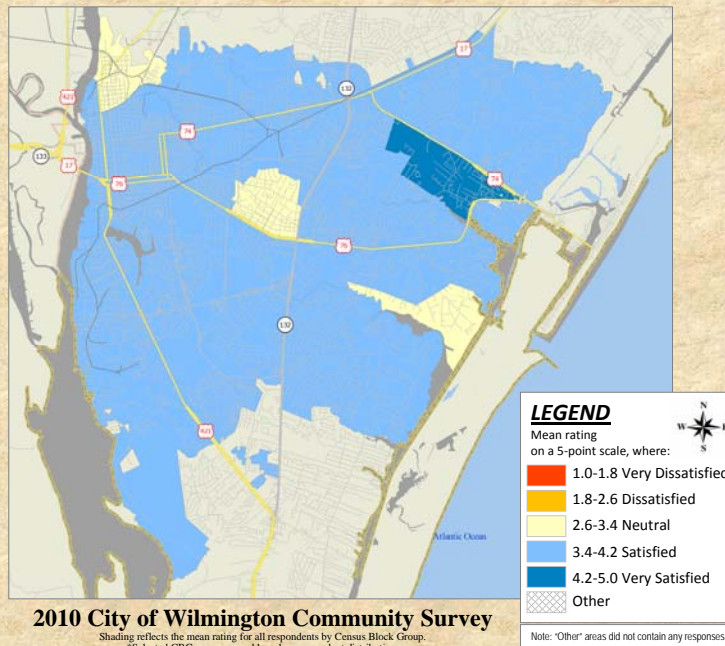 17
132
421
74
133
17
76
74
76
132
421
Atlantic Ocean
LEGEND
N
W
S
Mean rating
on a 5-point scale, where:
1.0-1.8 Very Dissatisfied
1.8-2.6 Dissatisfied
2.6-3.4 Neutral
3.4-4.2 Satisfied
4.2-5.0 Very Satisfied
Other
2010 City of Wilmington Community Survey
Shading reflects the mean rating for all respondents by Census Block Group.
Note: "Other" areas did not contain any responses